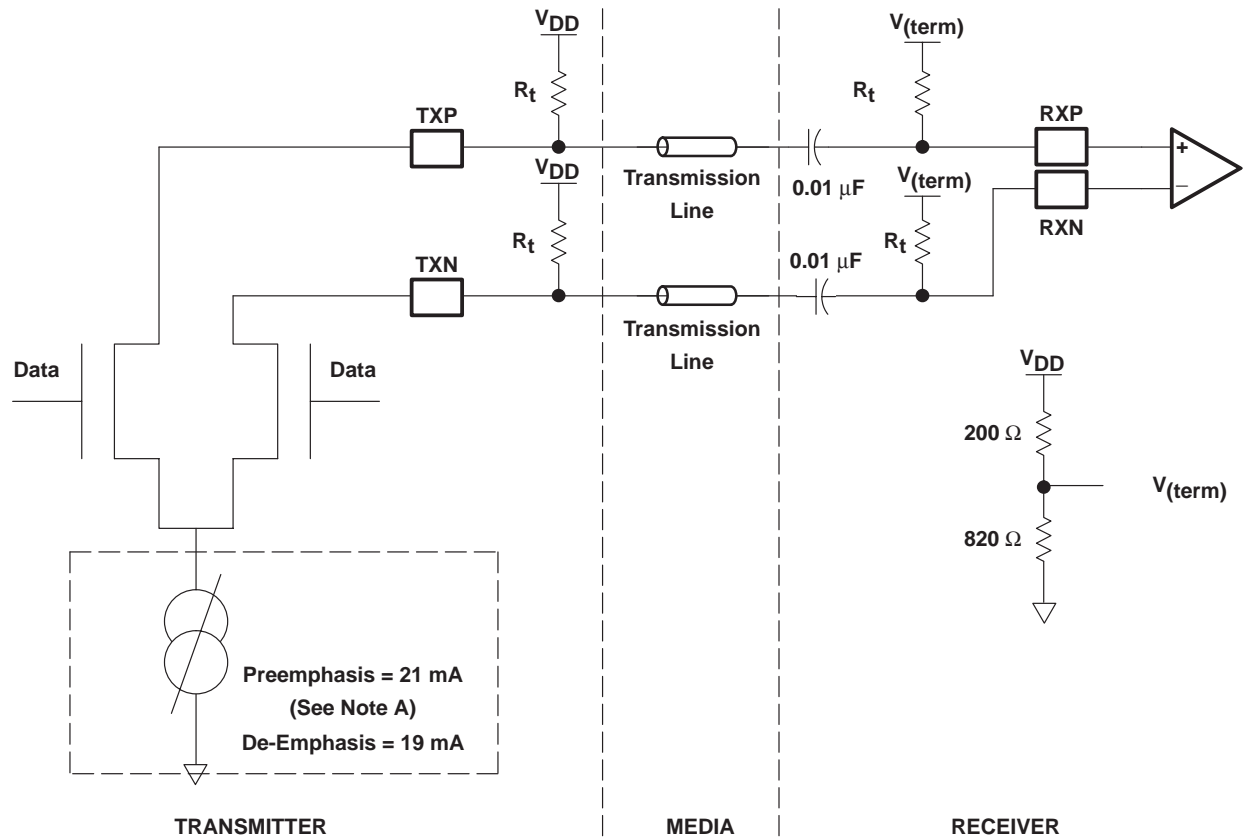 VDD
V(term)
Rt
Rt
TXP
RXP
VDD
Transmission
Line
0.01 μF
V(term)
+
–
RXN
Rt
0.01 μF
Rt
TXN
Transmission
Line
Data
Data
VDD
200 Ω
V(term)
820 Ω
Preemphasis = 21 mA
(See Note A)
De-Emphasis = 19 mA
TRANSMITTER
MEDIA
RECEIVER